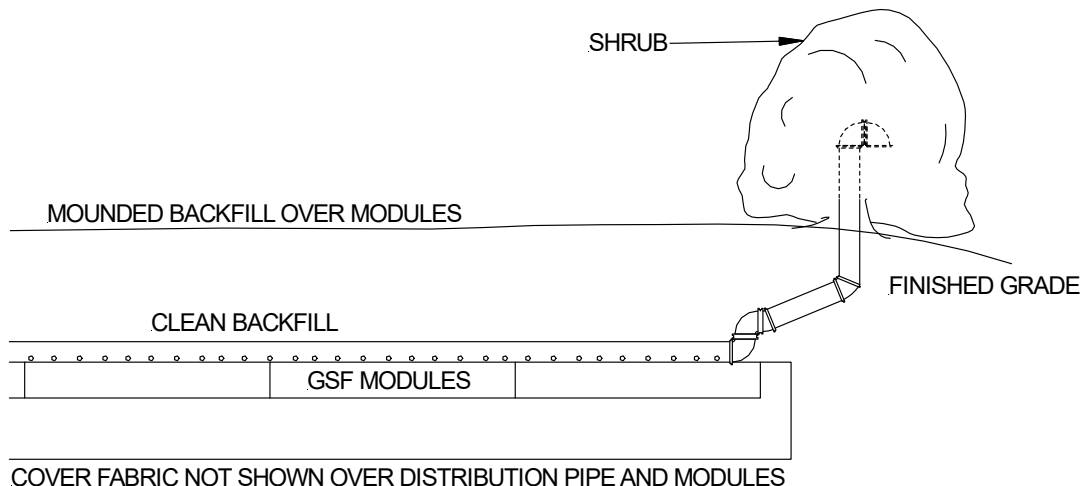 SHRUB
MOUNDED BACKFILL OVER MODULES
FINISHED GRADE
CLEAN BACKFILL
GSF MODULES
COVER FABRIC NOT SHOWN OVER DISTRIBUTION PIPE AND MODULES